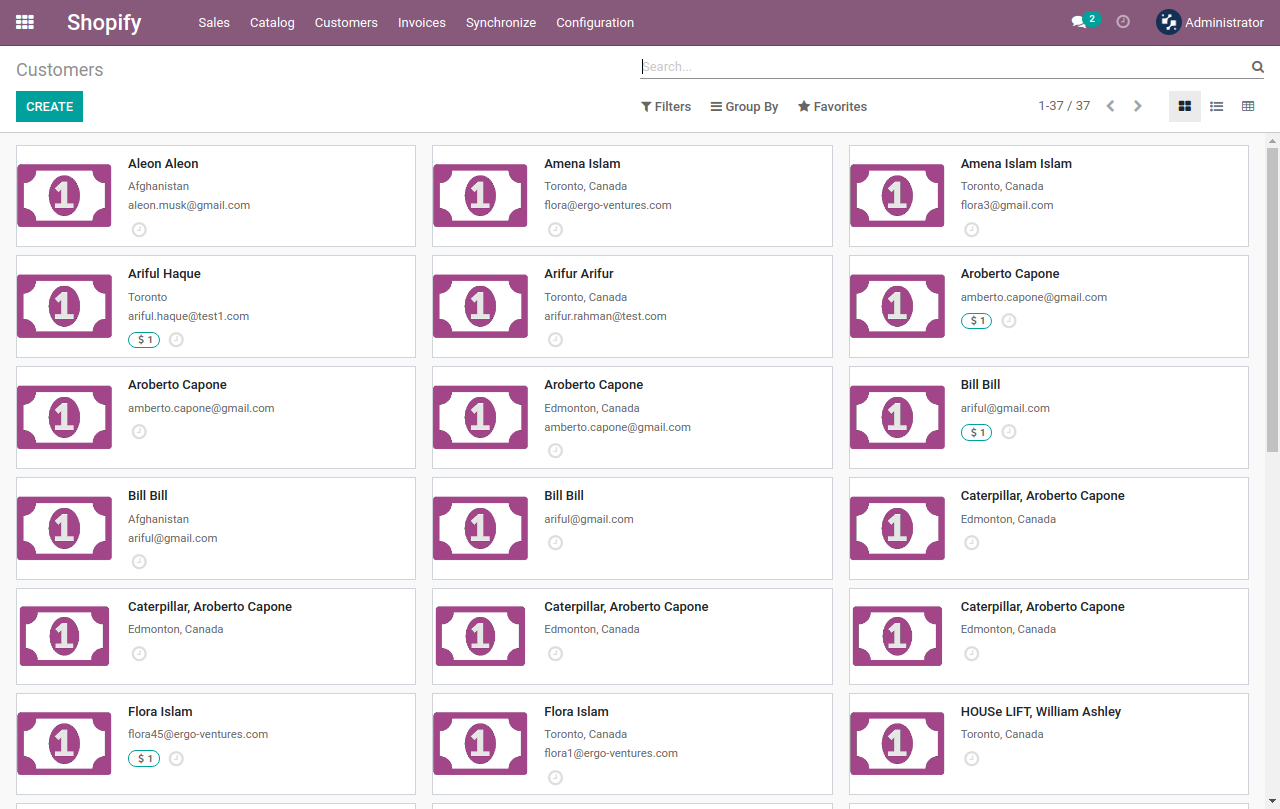 Shopify Sales Catalog Customers Invoices Synchronize Configuration 2 Administrator
Customers
Search...
CREATE
Filters Group By Favorites 1-37 / 37
1
Aleon Aleon
Afghanistan
aleon.musk@gmail.com
1
Amena Islam
Toronto, Canada
flora@ergo-ventures.com
1
Amena Islam Islam
Toronto, Canada
flora3@gmail.com
1
Ariful Haque
Toronto
ariful.haque@test1.com
$ 1
1
Arifur Arifur
Toronto, Canada
arifur.rahman@test.com
1
Aroberto Capone
amberto.capone@gmail.com
$ 1
1
Aroberto Capone
amberto.capone@gmail.com
1
Aroberto Capone
Edmonton, Canada
amberto.capone@gmail.com
1
Bill Bill
ariful@gmail.com
$ 1
1
Bill Bill
Afghanistan
ariful@gmail.com
1
Bill Bill
ariful@gmail.com
1
Caterpillar, Aroberto Capone
Edmonton, Canada
1
Caterpillar, Aroberto Capone
Edmonton, Canada
1
Caterpillar, Aroberto Capone
Edmonton, Canada
1
Caterpillar, Aroberto Capone
Edmonton, Canada
1
Flora Islam
flora45@ergo-ventures.com
$ 1
1
Flora Islam
Toronto, Canada
flora1@ergo-ventures.com
1
HOUSe LIFT, William Ashley
Toronto, Canada